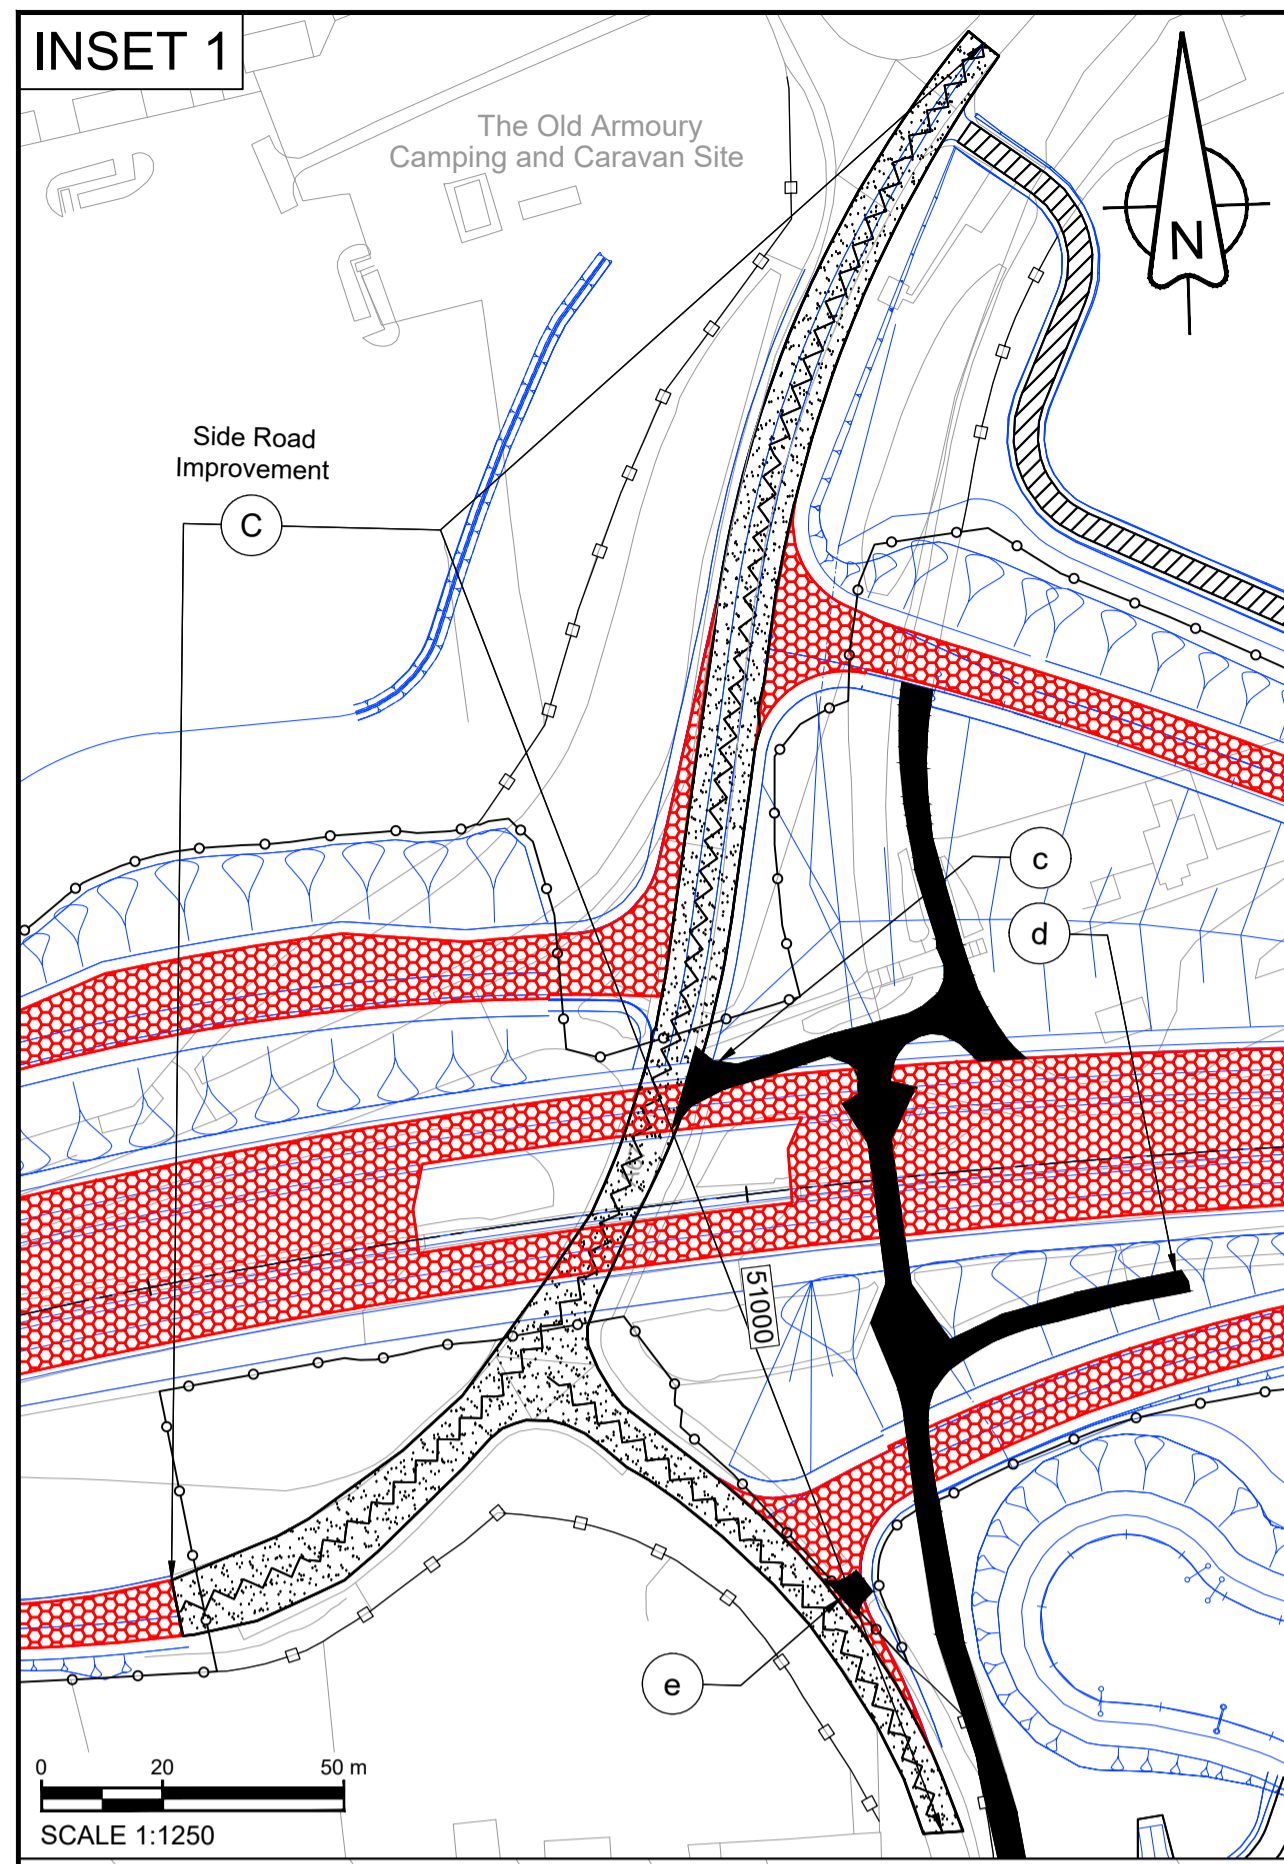 INSET 1
The Old Armoury
Camping and Caravan Site
N
Side Road
Improvement
C
c
d
51000
e
0 20 50 m
SCALE 1:1250